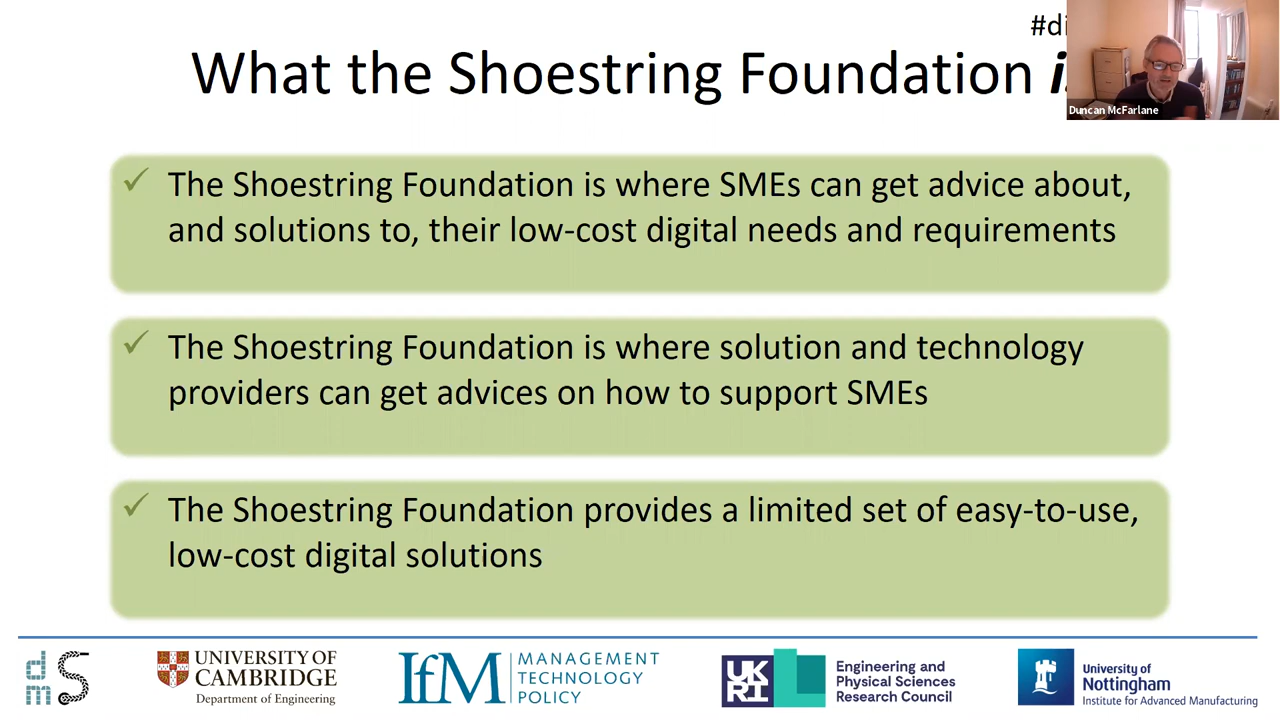 #di
What the Shoestring Foundation
Duncan McFarlane
✓ The Shoestring Foundation is where SMEs can get advice about,
and solutions to, their low-cost digital needs and requirements
✓ The Shoestring Foundation is where solution and technology
providers can get advices on how to support SMEs
✓ The Shoestring Foundation provides a limited set of easy-to-use,
low-cost digital solutions
dmS
UNIVERSITY OF
CAMBRIDGE
Department of Engineering
IfM
MANAGEMENT
TECHNOLOGY
POLICY
UK
RI
Engineering and
Physical Sciences
Research Council
University of
Nottingham
Institute for Advanced Manufacturing